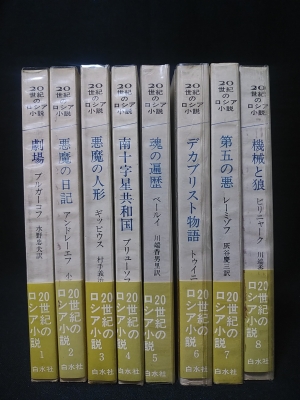 20世紀のロシア小説
劇場
ブルガーコフ
水野忠夫訳
20世紀のロシア小説
1
白水社
20世紀のロシア小説
悪魔の日記
アンドレーエフ
小
20世紀のロシア小説
2
白水社
20世紀のロシア小説
悪魔の人形
ギッピウス
村手義治
20世紀のロシア小説
3
白水社
20世紀のロシア小説
南十字星共和国
ブリューソフ
20世紀のロシア小説
4
白水社
20世紀のロシア小説
魂の遍歴
ベールイ
川端香男里訳
20世紀のロシア小説
5
白水社
20世紀のロシア小説
デカブリスト物語
トゥイニ
20世紀のロシア小説
6
白水社
20世紀のロシア小説
第五の悪
レーミゾフ
灰谷慶三訳
20世紀のロシア小説
7
白水社
20世紀のロシア小説
機械と狼
ピリニャーク
川端香
20世紀のロシア小説
8
白水社